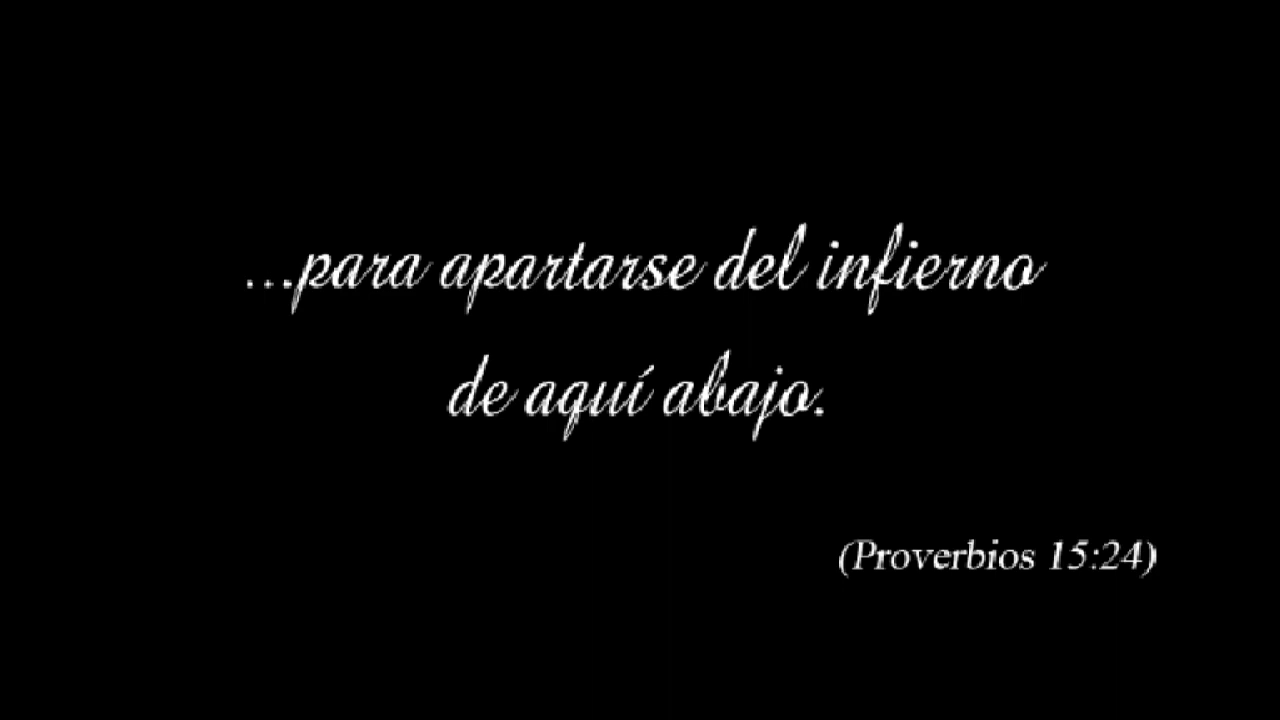 ...para apartarse del infierno
de aquí abajo.
(Proverbios 15:24)